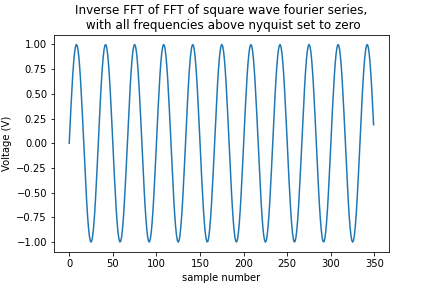 Inverse FFT of FFT of square wave fourier series,
with all frequencies above nyquist set to zero
1.00
0.75
0.50
0.25
0.00
−0.25
−0.50
−0.75
−1.00
Voltage (V)
0 50 100 150 200 250 300 350
sample number